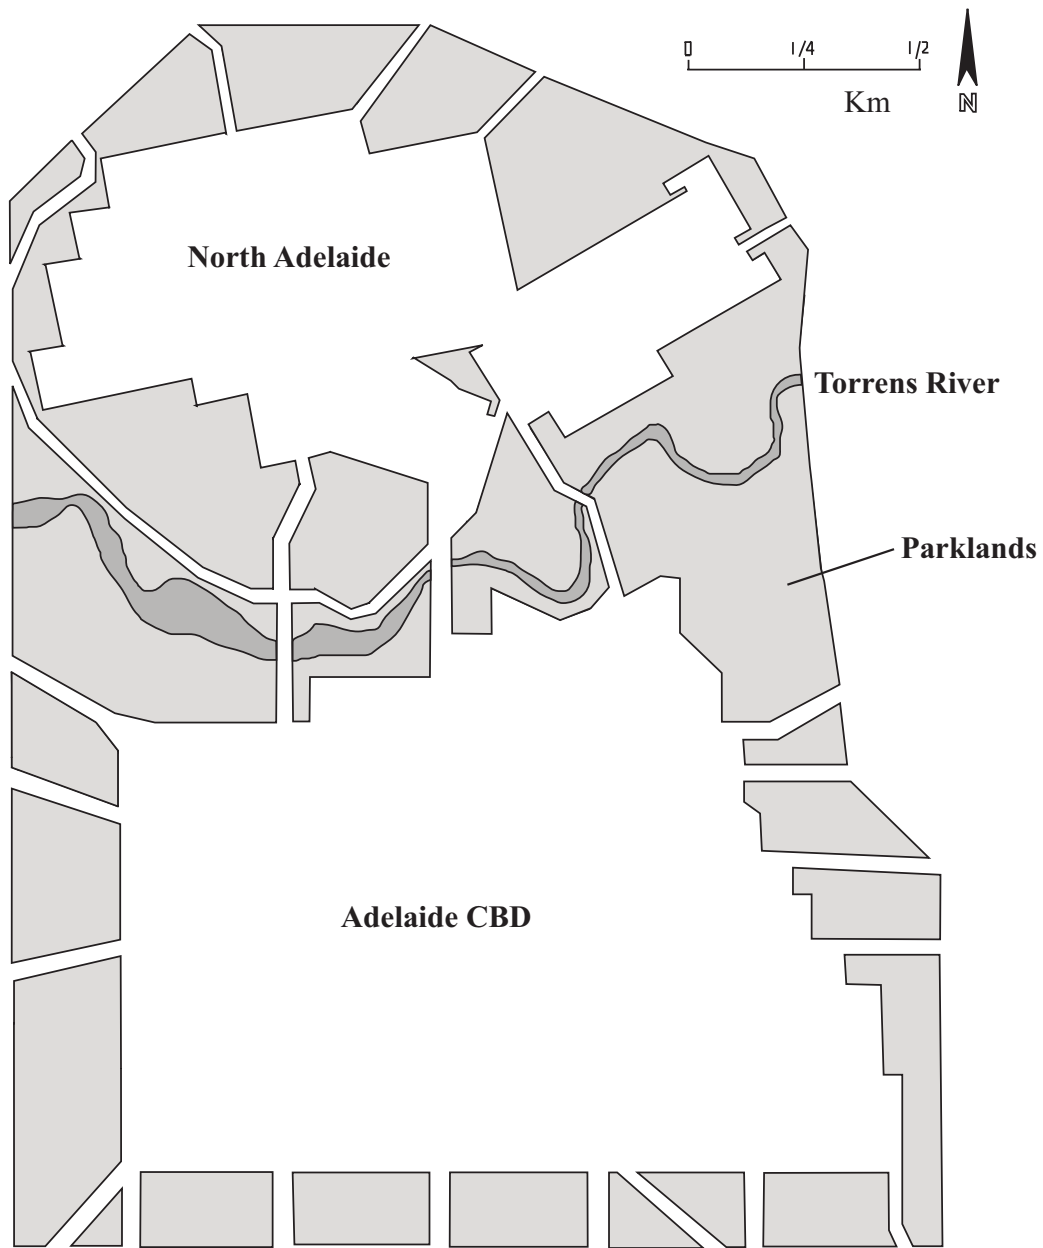 0 1/4 1/2
Km
N
North Adelaide
Torrens River
Parklands
Adelaide CBD